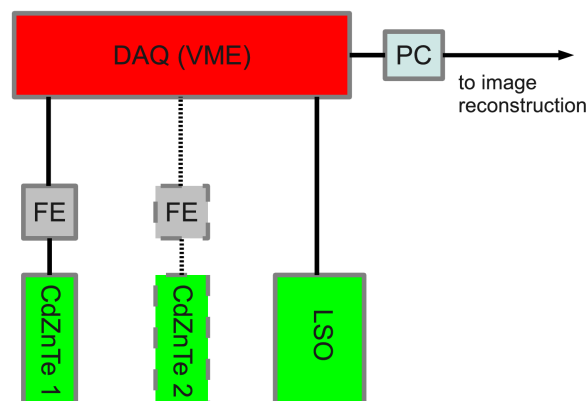 DAQ (VME)
PC
to image
reconstruction
FE
FE
CdZnTe 1
CdZnTe 2
LSO